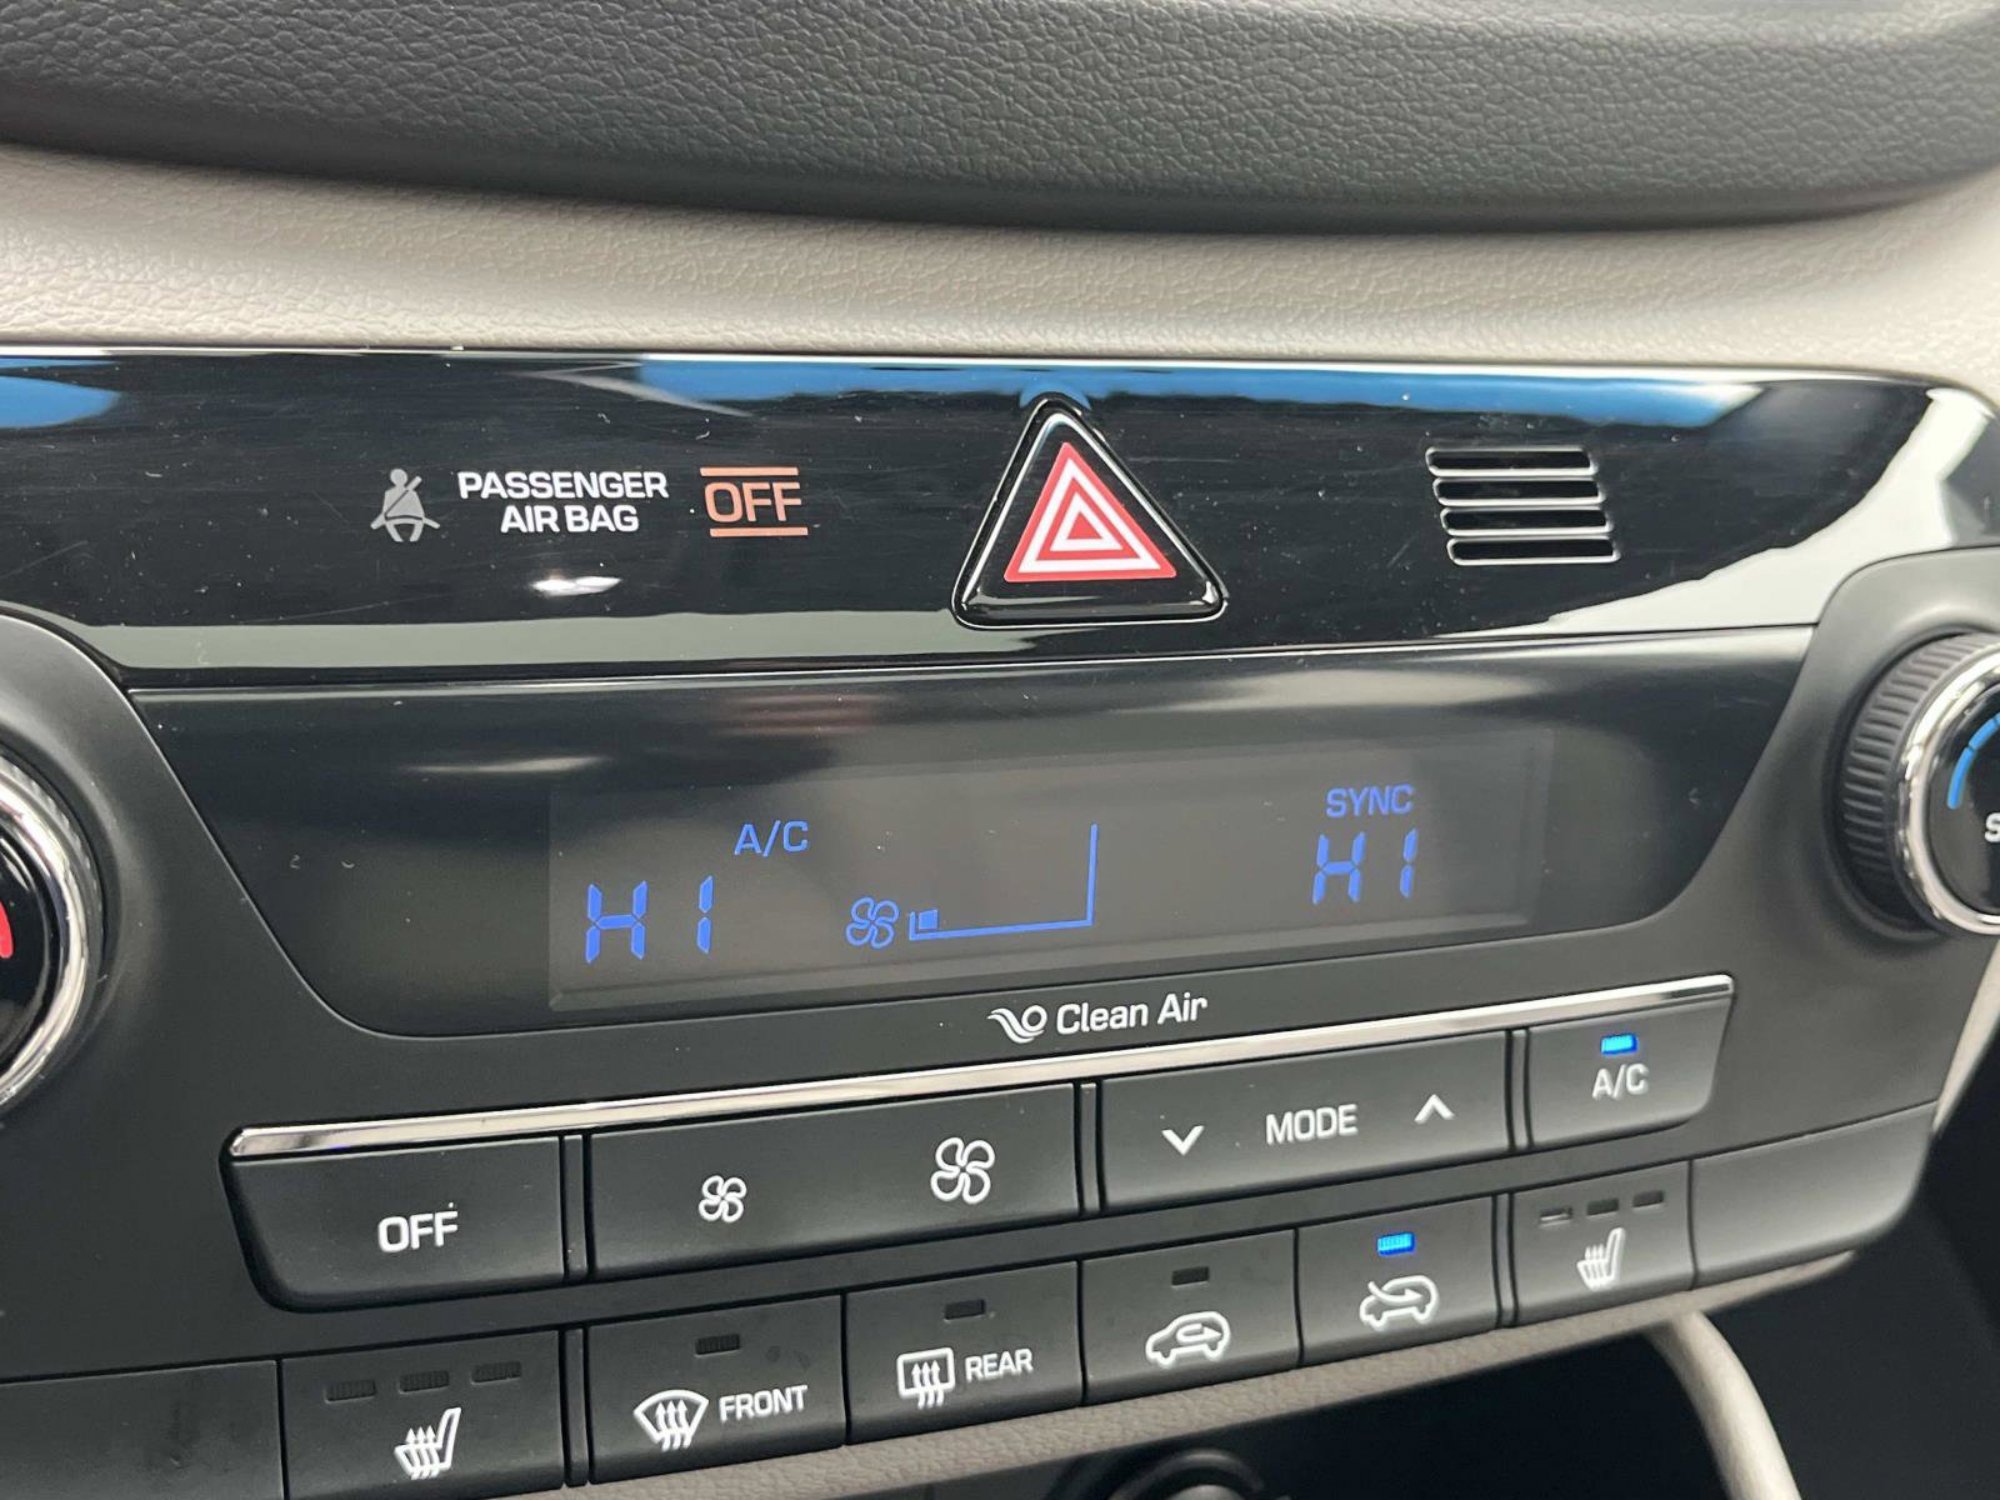 PASSENGER
AIR BAG
OFF
A/C
SYNC
HI
HI
Clean Air
OFF
MODE
A/C
FRONT
REAR